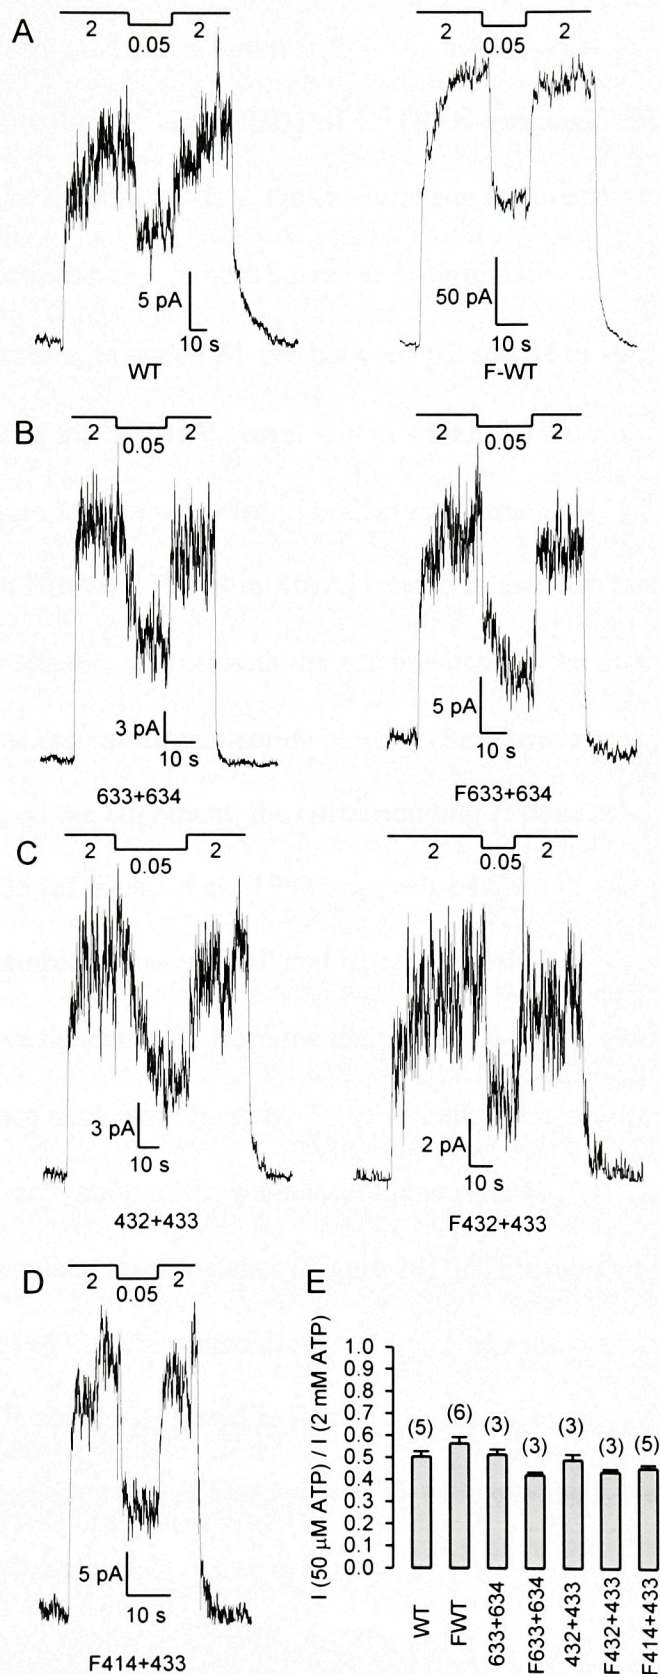 A
2 0.05 2
5 pA
10 s
WT
2 0.05 2
50 pA
10 s
F-WT
B
2 0.05 2
3 pA
10 s
633+634
2 0.05 2
5 pA
10 s
F633+634
C
2 0.05 2
3 pA
10 s
432+433
2 0.05 2
2 pA
10 s
F432+433
D
2 0.05 2
5 pA
10 s
F414+433
E
I (50 µM ATP) / I (2 mM ATP)
1.0
0.9
0.8
0.7
0.6
0.5
0.4
0.3
0.2
0.1
0.0
(5) (6) (3) (3) (3) (3) (5)
WT
FWT
633+634
F633+634
432+433
F432+433
F414+433